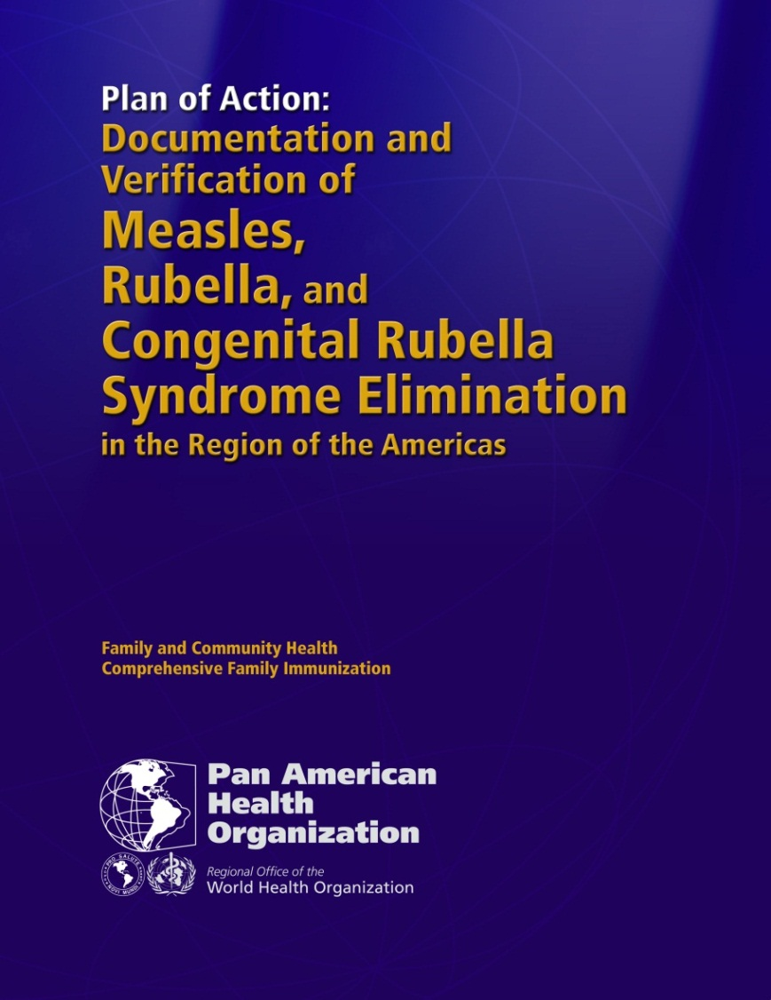 Plan of Action:
Documentation and
Verification of
Measles,
Rubella, and
Congenital Rubella
Syndrome Elimination
in the Region of the Americas
Family and Community Health
Comprehensive Family Immunization
Pan American
Health
Organization
PRO SALUTE
NOVI MUNDI
Regional Office of the
World Health Organization